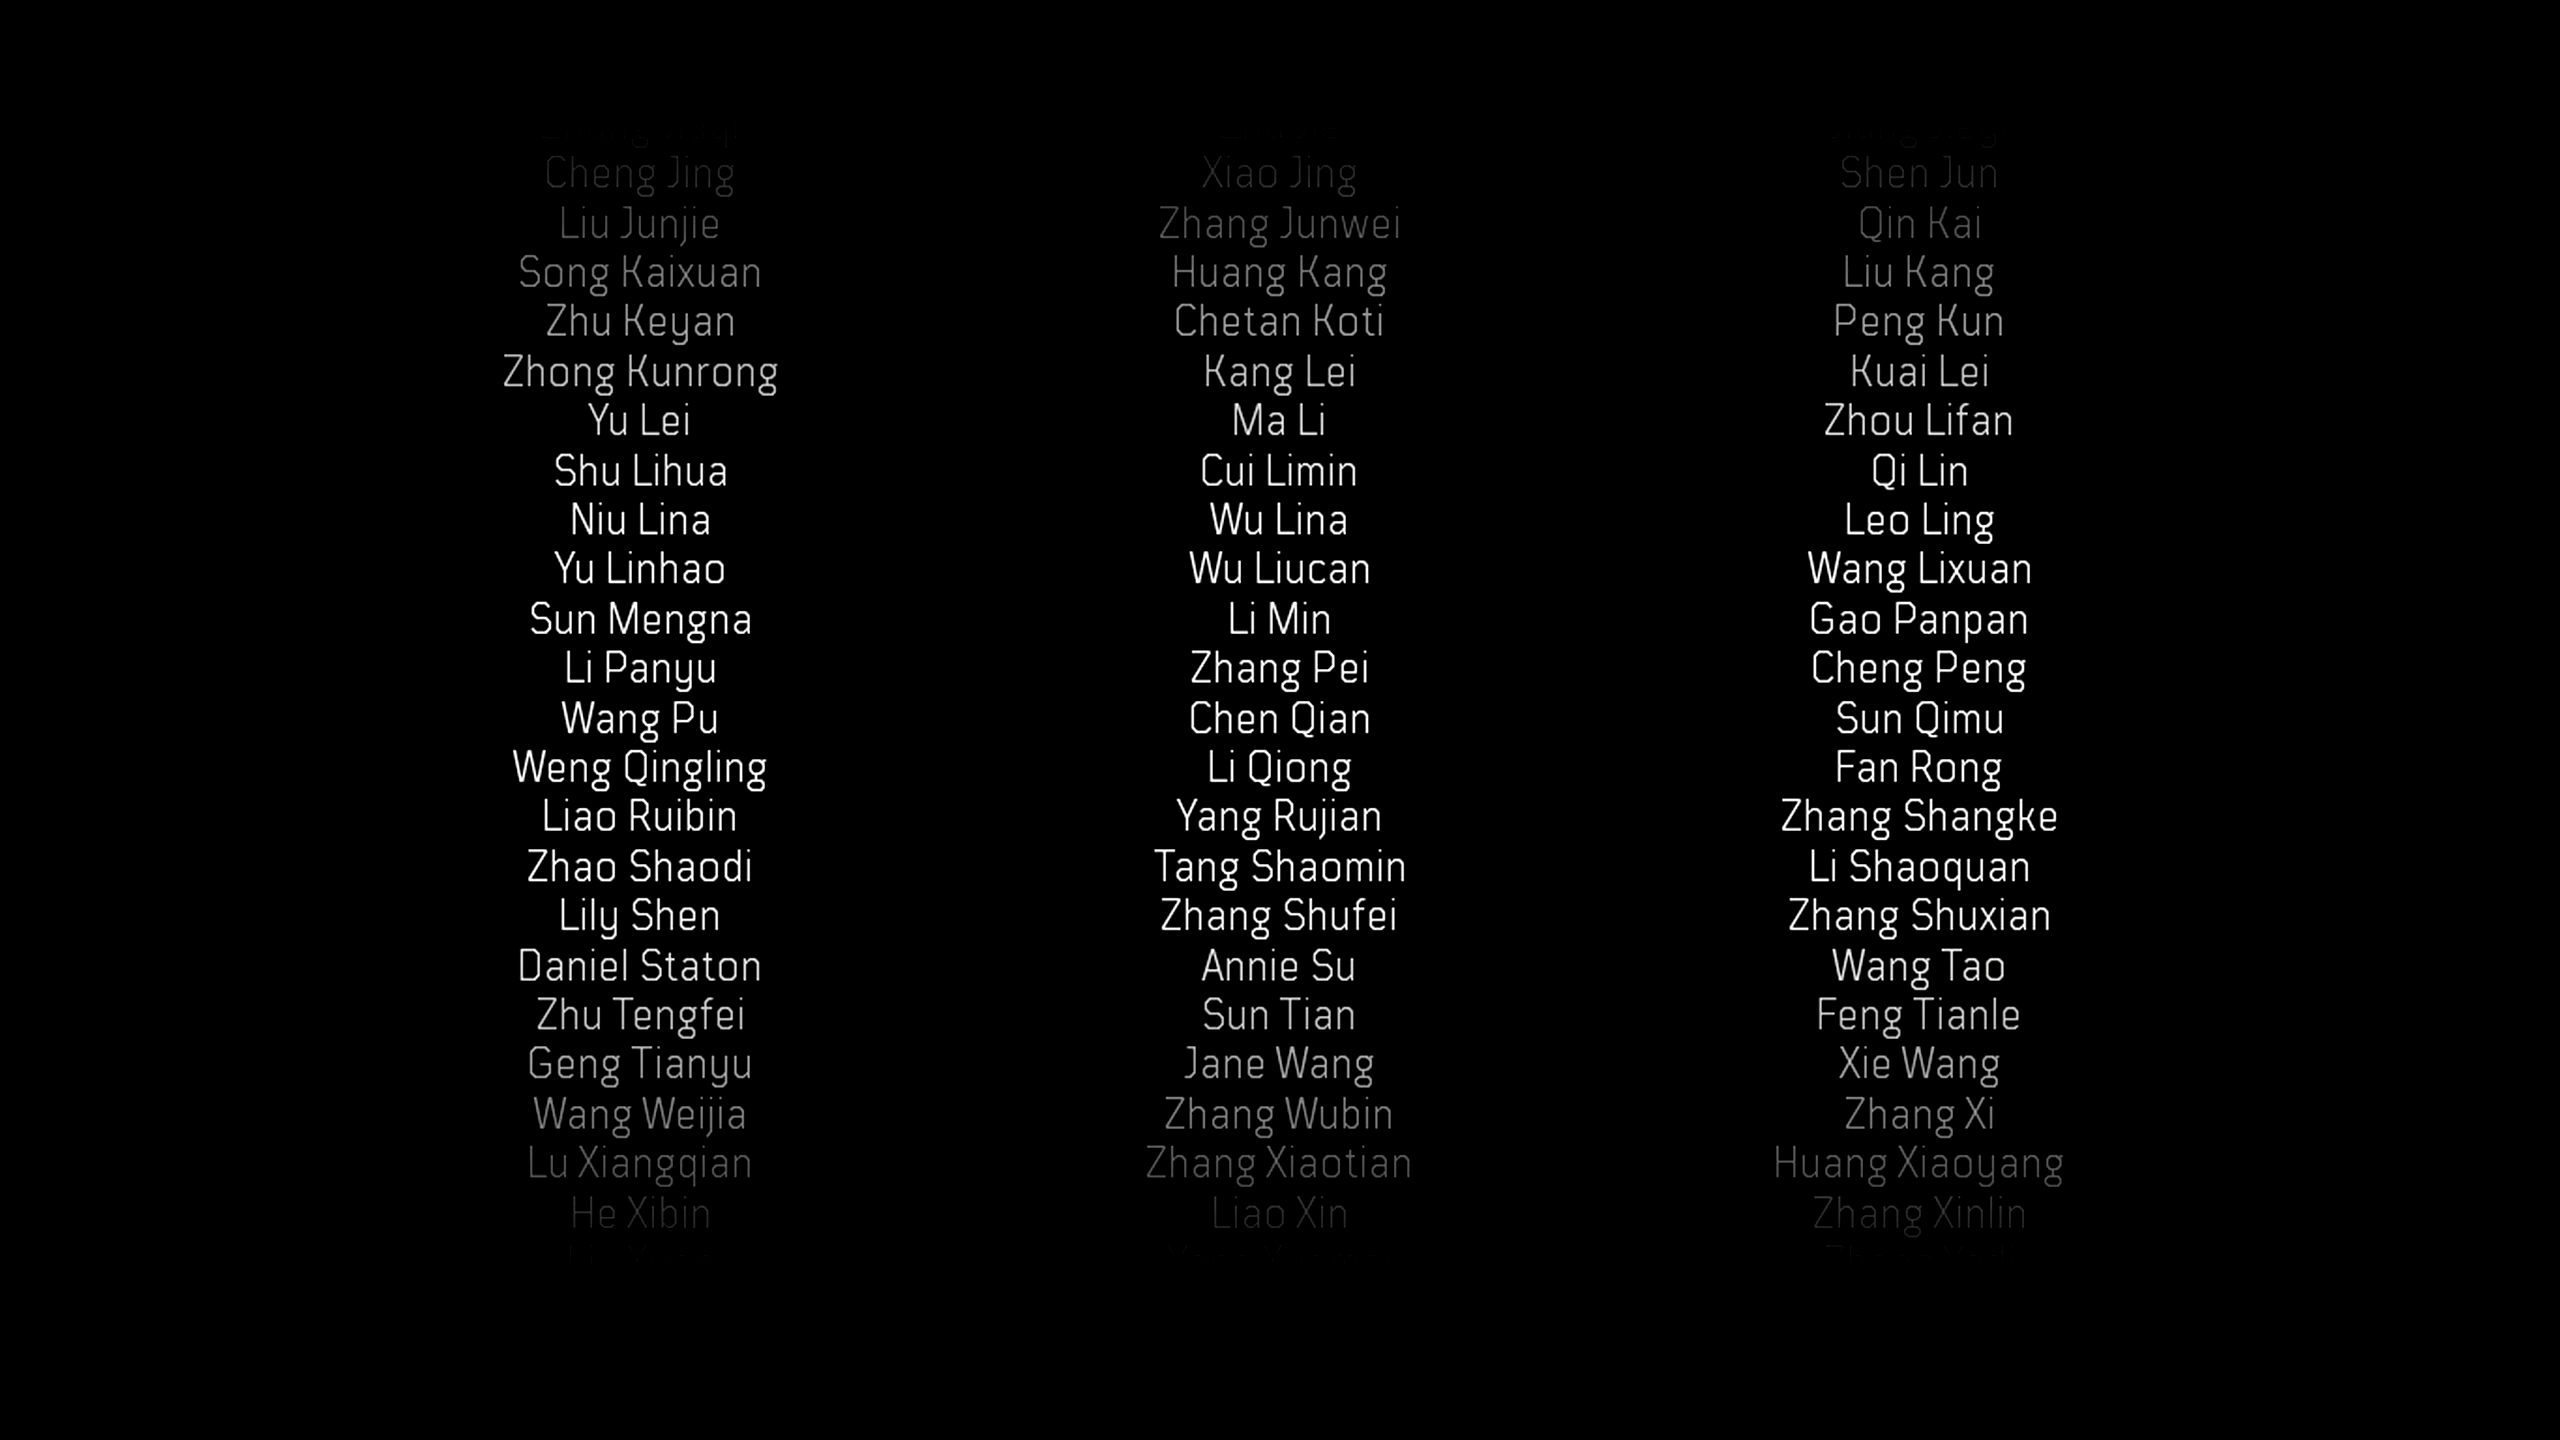 Cheng Jing Xiao Jing Shen Jun
Liu Junjie Zhang Junwei Qin Kai
Song Kaixuan Huang Kang Liu Kang
Zhu Keyan Chetan Koti Peng Kun
Zhong Kunrong Kang Lei Kuai Lei
Yu Lei Ma Li Zhou Lifan
Shu Lihua Cui Limin Qi Lin
Niu Lina Wu Lina Leo Ling
Yu Linhao Wu Liucan Wang Lixuan
Sun Mengna Li Min Gao Panpan
Li Panyu Zhang Pei Cheng Peng
Wang Pu Chen Qian Sun Qimu
Weng Qingling Li Qiong Fan Rong
Liao Ruibin Yang Rujian Zhang Shangke
Zhao Shaodi Tang Shaomin Li Shaoquan
Lily Shen Zhang Shufei Zhang Shuxian
Daniel Staton Annie Su Wang Tao
Zhu Tengfei Sun Tian Feng Tianle
Geng Tianyu Jane Wang Xie Wang
Wang Weijia Zhang Wubin Zhang Xi
Lu Xiangqian Zhang Xiaotian Huang Xiaoyang
He Xibin Liao Xin Zhang Xinlin